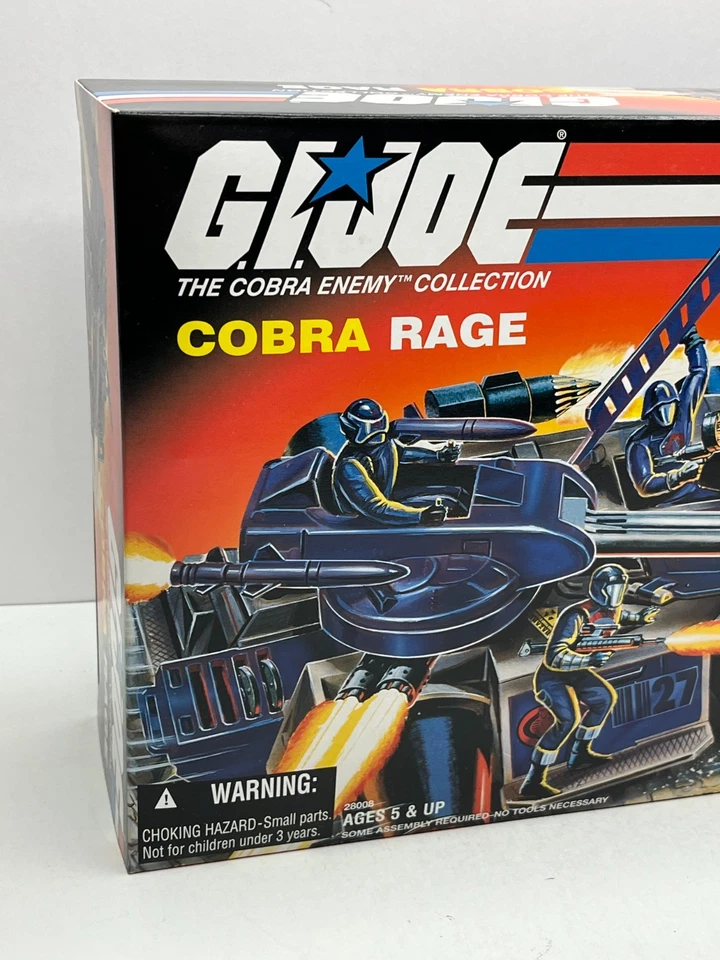 G.I.JOE
®
G.I.JOE
THE COBRA ENEMY™ COLLECTION
COBRA RAGE
27
WARNING:
CHOKING HAZARD-Small parts.
Not for children under 3 years.
28008
AGES 5 & UP
SOME ASSEMBLY REQUIRED-NO TOOLS NECESSARY